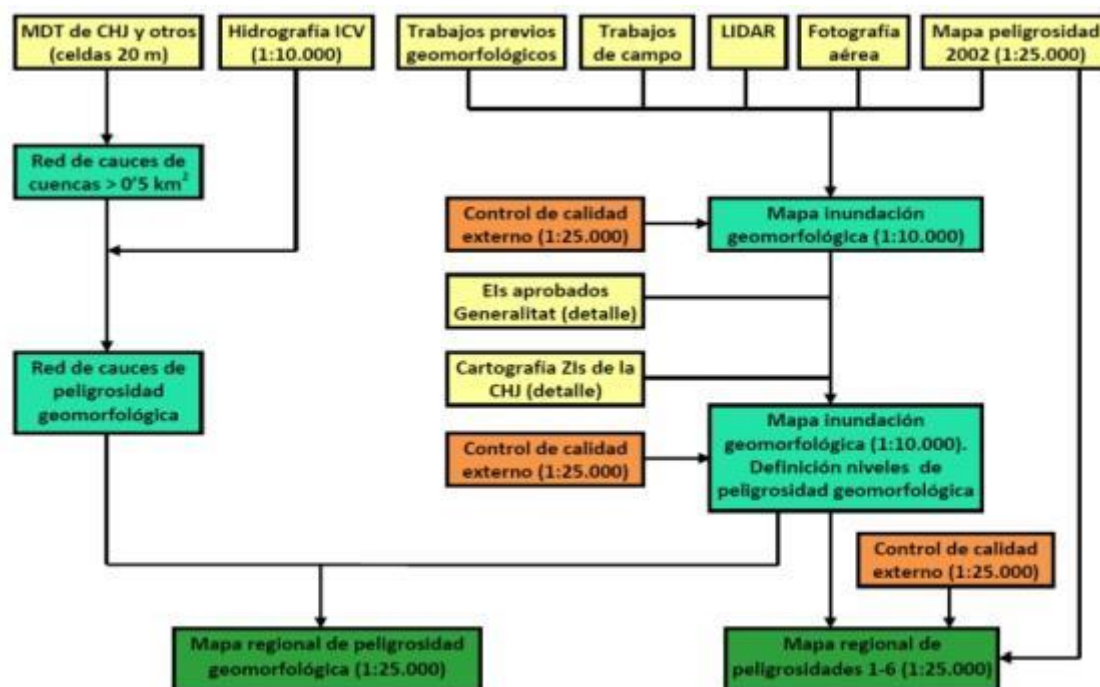 MDT de CHJ y otros
(celdas 20 m)
Hidrografía ICV
(1:10.000)
Trabajos previos
geomorfológicos
Trabajos
de campo
LIDAR
Fotografía
aérea
Mapa peligrosidad
2002 (1:25.000)
Red de cauces de
cuencas > 0'5 km²
Control de calidad
externo (1:25.000)
Mapa inundación
geomorfológica (1:10.000)
EIs aprobados
Generalitat (detalle)
Red de cauces de
peligrosidad
geomorfológica
Cartografía ZIs de la
CHJ (detalle)
Mapa inundación
geomorfológica (1:10.000).
Definición niveles de
peligrosidad geomorfológica
Control de calidad
externo (1:25.000)
Control de calidad
externo (1:25.000)
Mapa regional de peligrosidad
geomorfológica (1:25.000)
Mapa regional de
peligrosidades 1-6 (1:25.000)